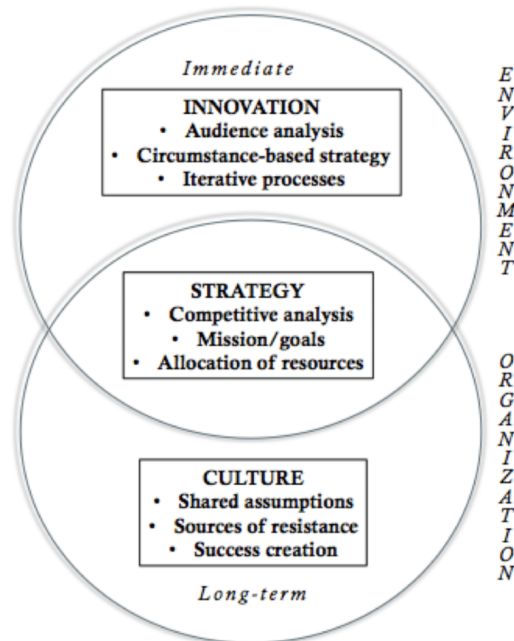 Immediate
INNOVATION
• Audience analysis
• Circumstance-based strategy
• Iterative processes
STRATEGY
• Competitive analysis
• Mission/goals
• Allocation of resources
CULTURE
• Shared assumptions
• Sources of resistance
• Success creation
Long-term
ENVIRONMENT
ORGANIZATION